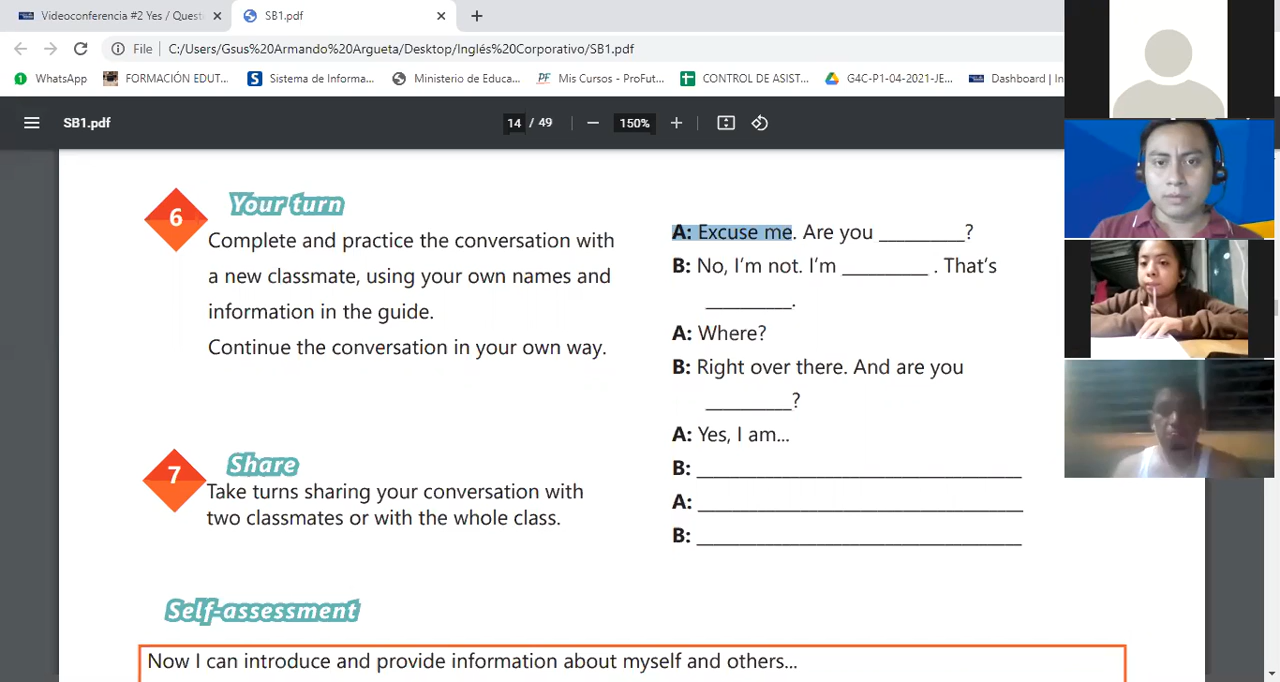 Videoconferencia #2 Yes / Quest
SB1.pdf
File
C:/Users/Gsus%20Armando%20Argueta/Desktop/Inglés%20Corporativo/SB1.pdf
WhatsApp
FORMACIÓN EDUT...
Sistema de Informa...
Ministerio de Educa...
PF Mis Cursos - ProFut...
CONTROL DE ASIST...
G4C-P1-04-2021-JE...
Dashboard | In
SB1.pdf
14 / 49
150%
6
Your turn
Complete and practice the conversation with
a new classmate, using your own names and
information in the guide.
Continue the conversation in your own way.
7
Share
Take turns sharing your conversation with
two classmates or with the whole class.
A: Excuse me. Are you _________?
B: No, I'm not. I'm _________ . That's
_________.
A: Where?
B: Right over there. And are you
_________?
A: Yes, I am...
B: __________________________________
A: __________________________________
B: __________________________________
Self-assessment
Now I can introduce and provide information about myself and others...